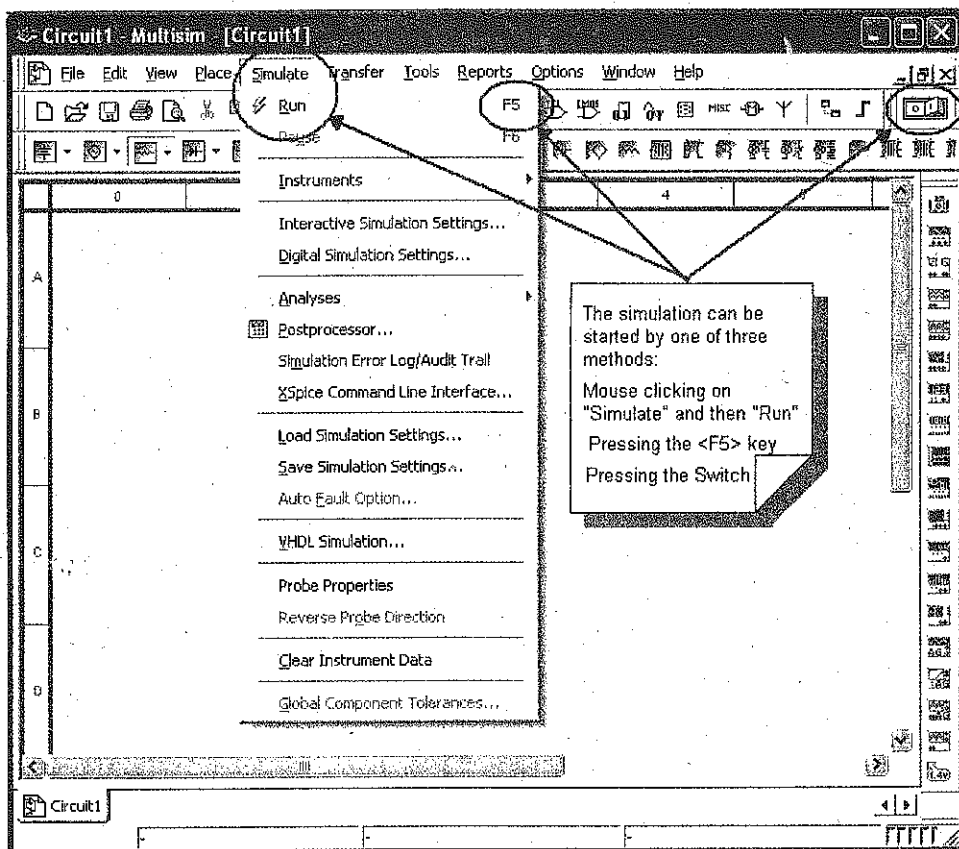 Circuit1 - Multisim - [Circuit1]
File Edit View Place Simulate Transfer Tools Reports Options Window Help
Run F5
MISC
Pause F6
0 4
Instruments
Interactive Simulation Settings...
Digital Simulation Settings...
A
Analyses
Postprocessor...
Simulation Error Log/Audit Trail
XSpice Command Line Interface...
B
Load Simulation Settings...
Save Simulation Settings...
Auto Fault Option...
VHDL Simulation...
C
Probe Properties
Reverse Probe Direction
Clear Instrument Data
D
Global Component Tolerances...
The simulation can be
started by one of three
methods:
Mouse clicking on
"Simulate" and then "Run"
Pressing the <F5> key
Pressing the Switch
1.4v
Circuit1